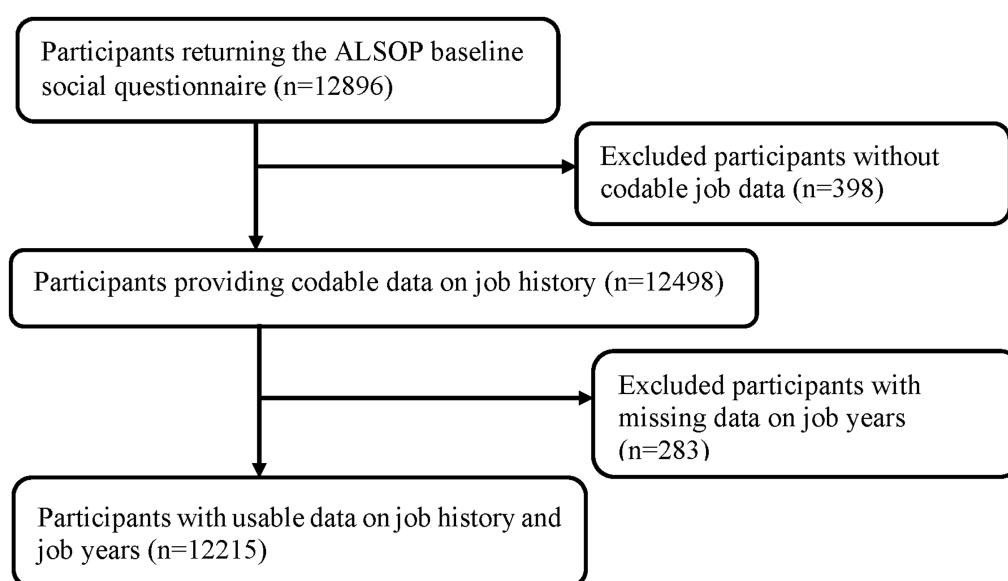 Participants returning the ALSOP baseline
social questionnaire (n=12896)
Excluded participants without
codable job data (n=398)
Participants providing codable data on job history (n=12498)
Excluded participants with
missing data on job years
(n=283)
Participants with usable data on job history and
job years (n=12215)